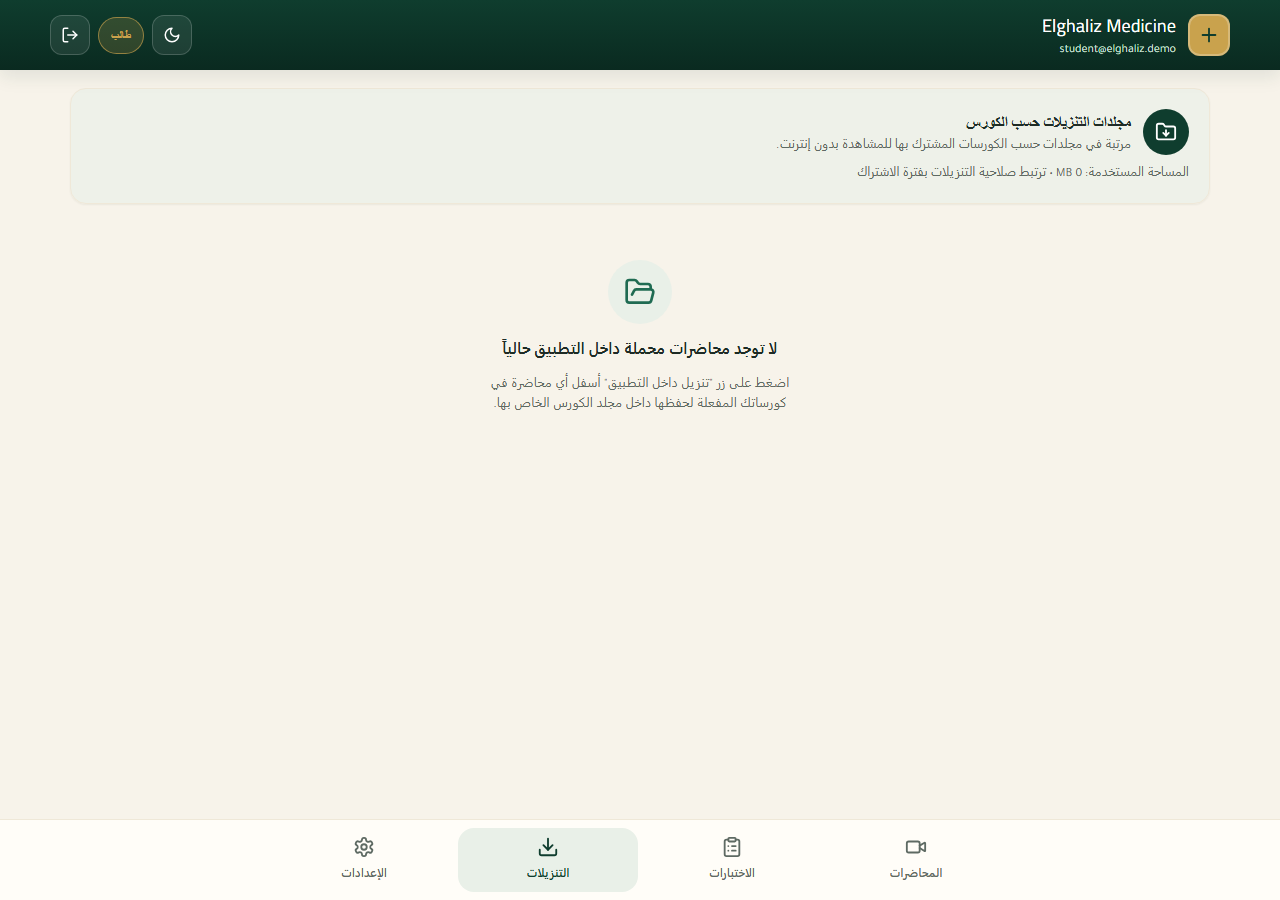 Elghaliz Medicine
student@elghaliz.demo
طالب
مجلدات التنزيلات حسب الكورس
مرتبة في مجلدات حسب الكورسات المشترك بها للمشاهدة بدون إنترنت.
المساحة المستخدمة: 0 MB • ترتبط صلاحية التنزيلات بفترة الاشتراك
لا توجد محاضرات محملة داخل التطبيق حالياً
اضغط على زر "تنزيل داخل التطبيق" أسفل أي محاضرة في
كورساتك المفعلة لحفظها داخل مجلد الكورس الخاص بها.
المحاضرات
الاختبارات
التنزيلات
الإعدادات